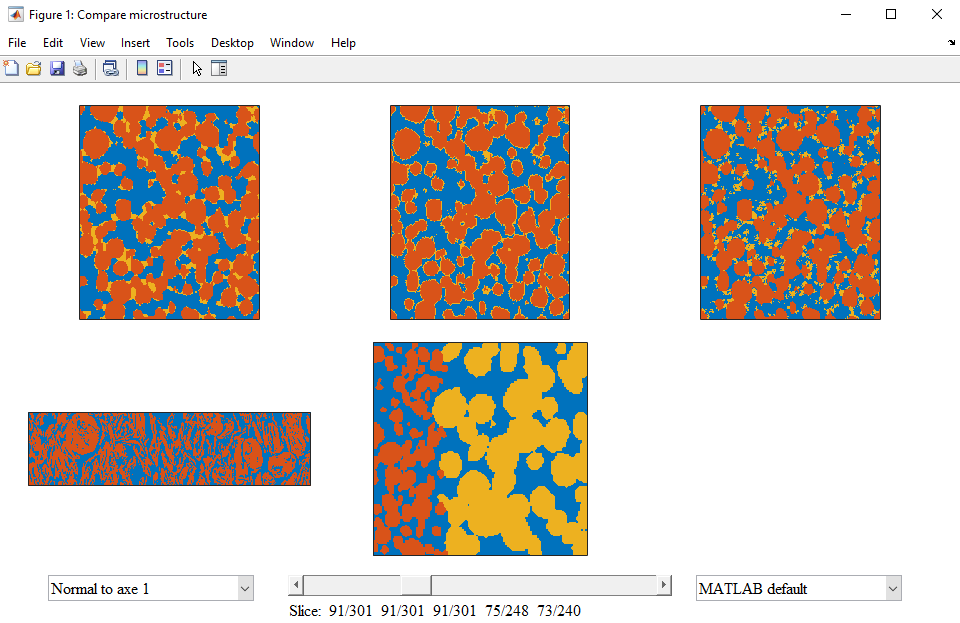 Figure 1: Compare microstructure
File Edit View Insert Tools Desktop Window Help
Normal to axe 1
MATLAB default
Slice: 91/301 91/301 91/301 75/248 73/240